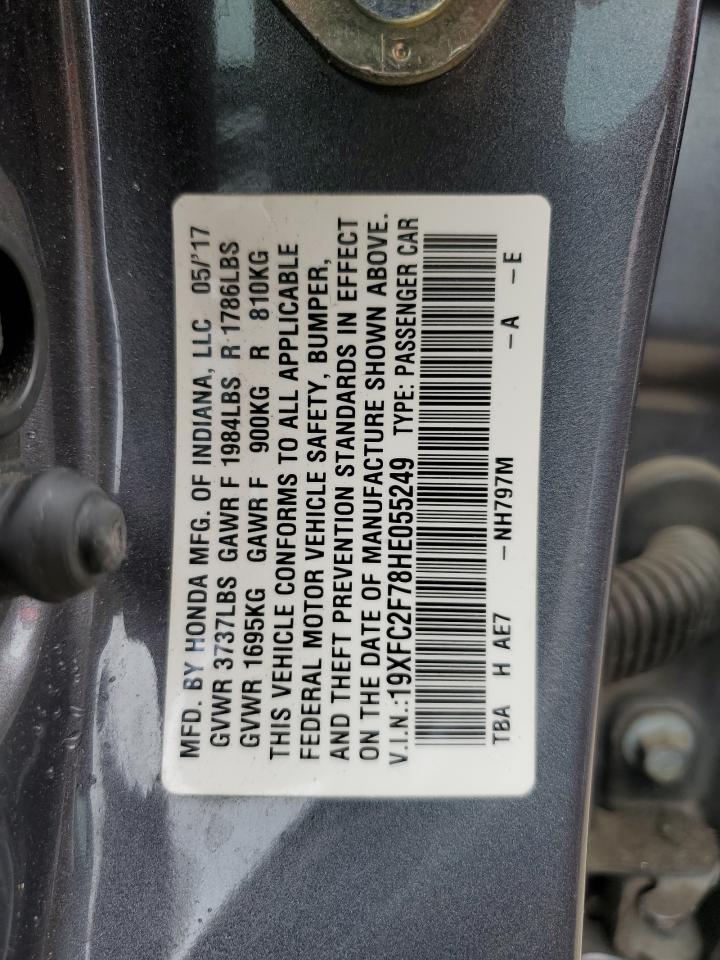 MFD. BY HONDA MFG. OF INDIANA, LLC 05/'17
GVWR 3737LBS GAWR F 1984LBS R 1786LBS
GVWR 1695KG GAWR F 900KG R 810KG
THIS VEHICLE CONFORMS TO ALL APPLICABLE
FEDERAL MOTOR VEHICLE SAFETY, BUMPER,
AND THEFT PREVENTION STANDARDS IN EFFECT
ON THE DATE OF MANUFACTURE SHOWN ABOVE.
V.I.N.:19XFC2F78HE055249 TYPE: PASSENGER CAR
TBA H AE7 -NH797M -A -E